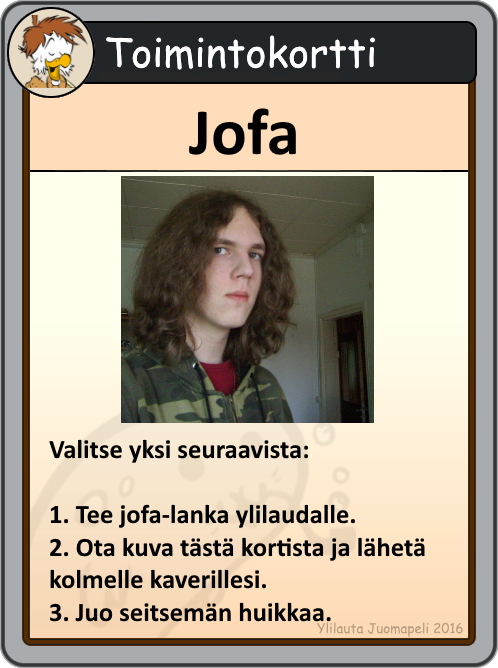 Toimintokortti
Jofa
Valitse yksi seuraavista:
1. Tee jofa-lanka ylilaudalle.
2. Ota kuva tästä kortista ja lähetä
kolmelle kaverillesi.
3. Juo seitsemän huikkaa.
Ylilauta Juomapeli 2016